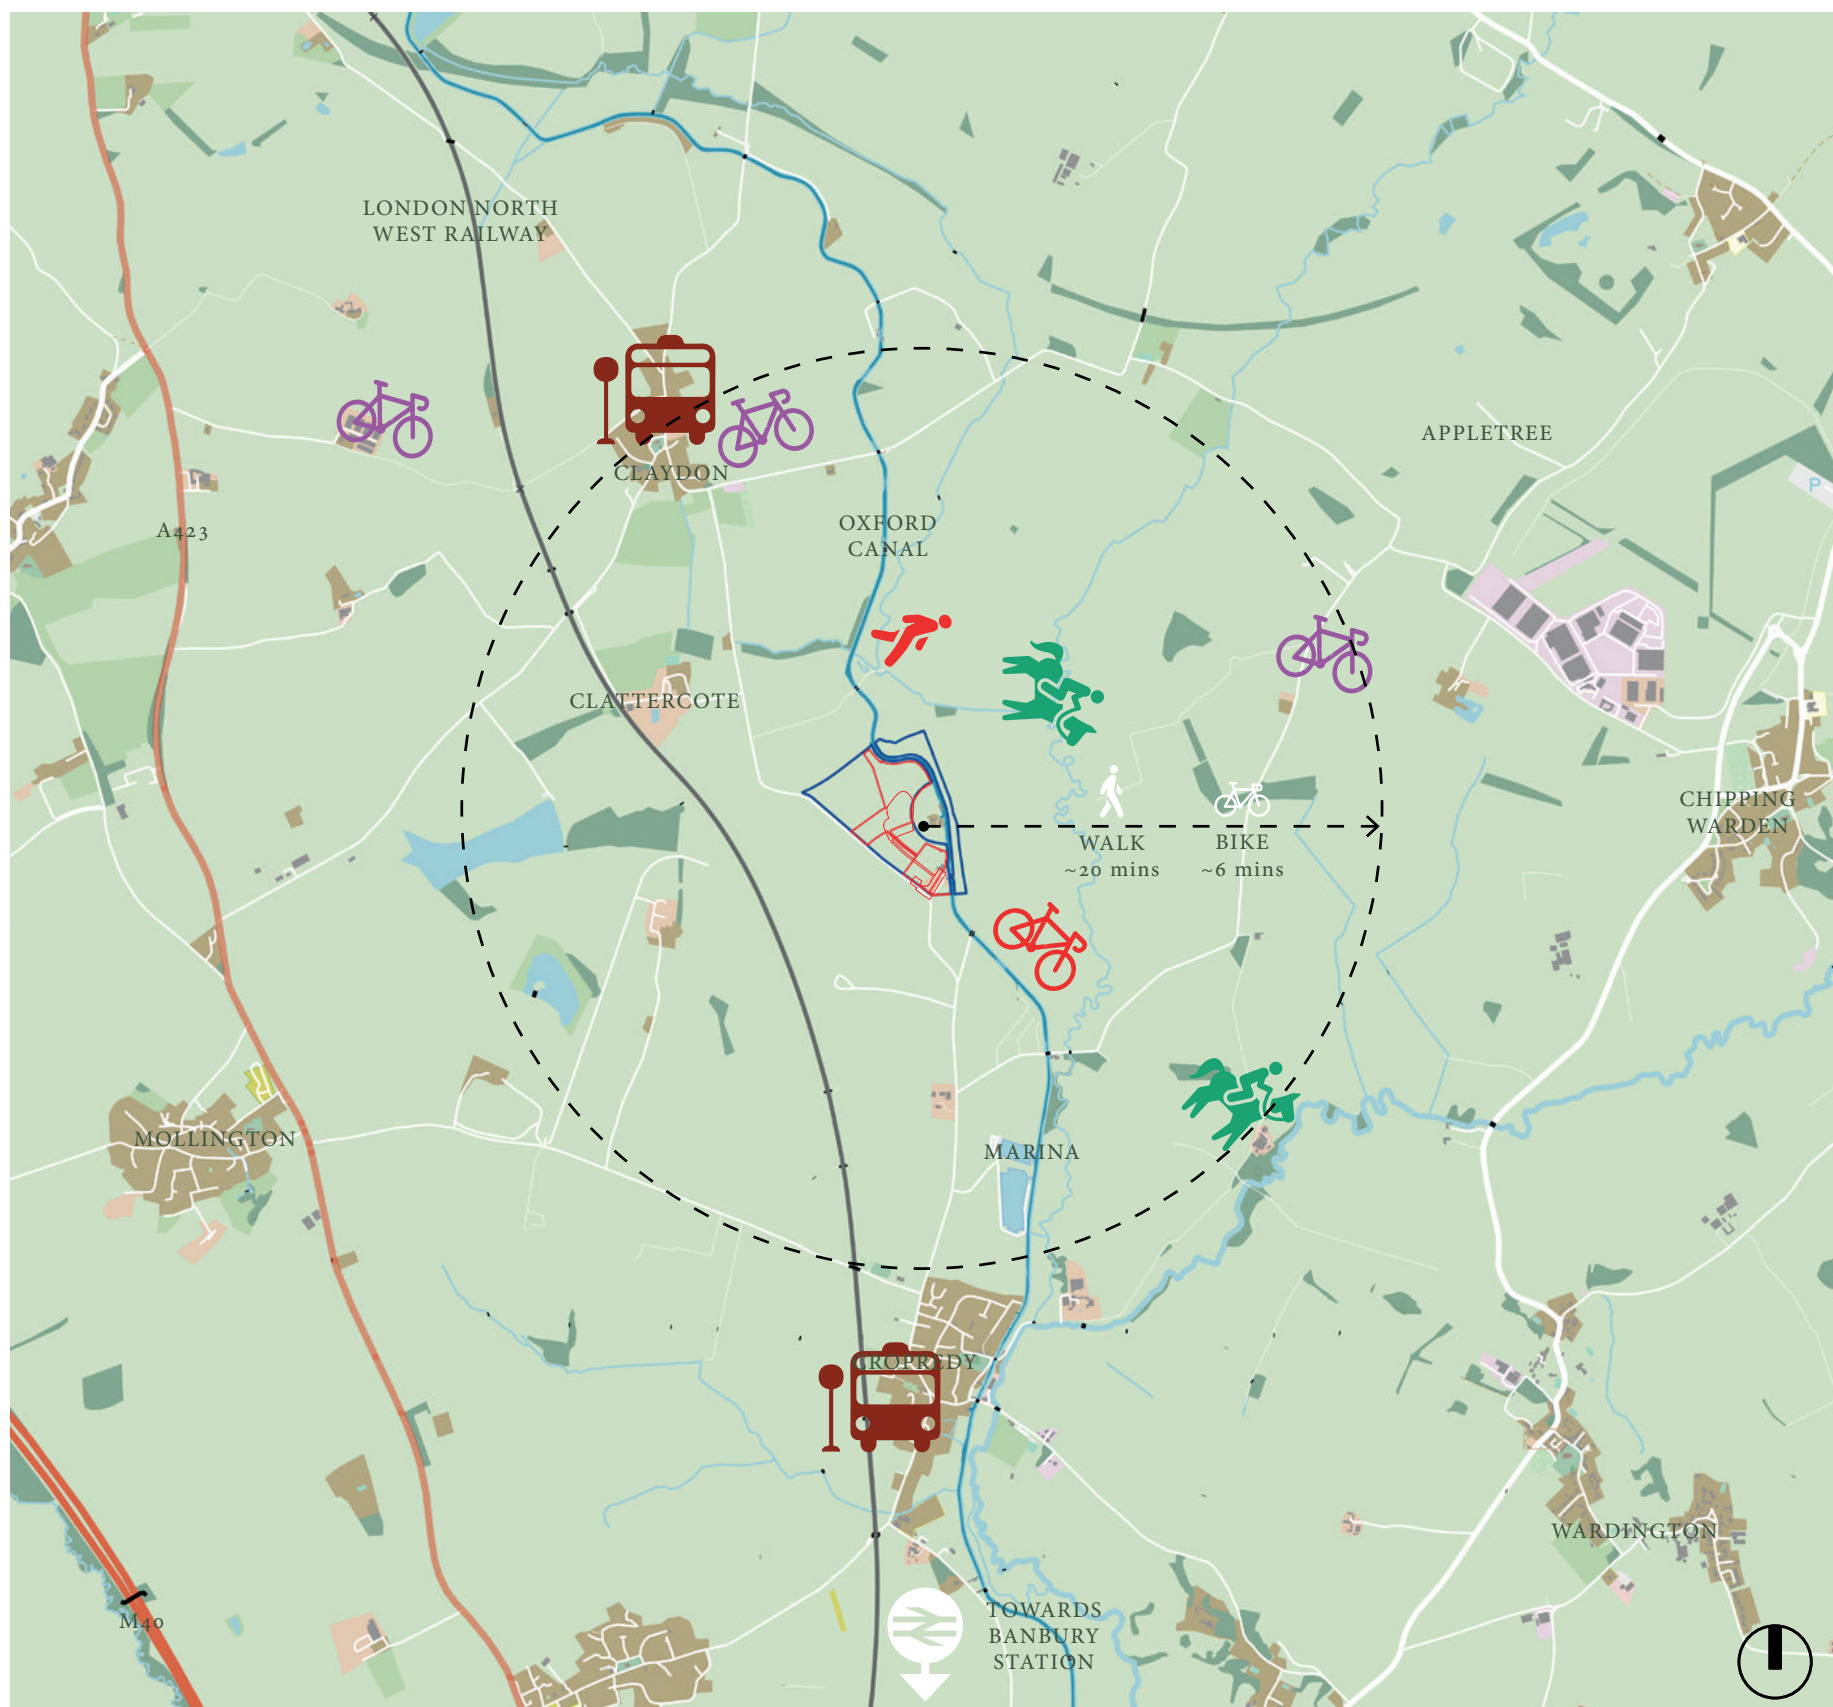 LONDON NORTH
WEST RAILWAY
APPLETREE
CLAYDON
P
A423
OXFORD
CANAL
CLATTERCOTE
CHIPPING
WARDEN
WALK
~20 mins
BIKE
~6 mins
MOLLINGTON
MARINA
CROPREDY
WARDINGTON
M40
TOWARDS
BANBURY
STATION